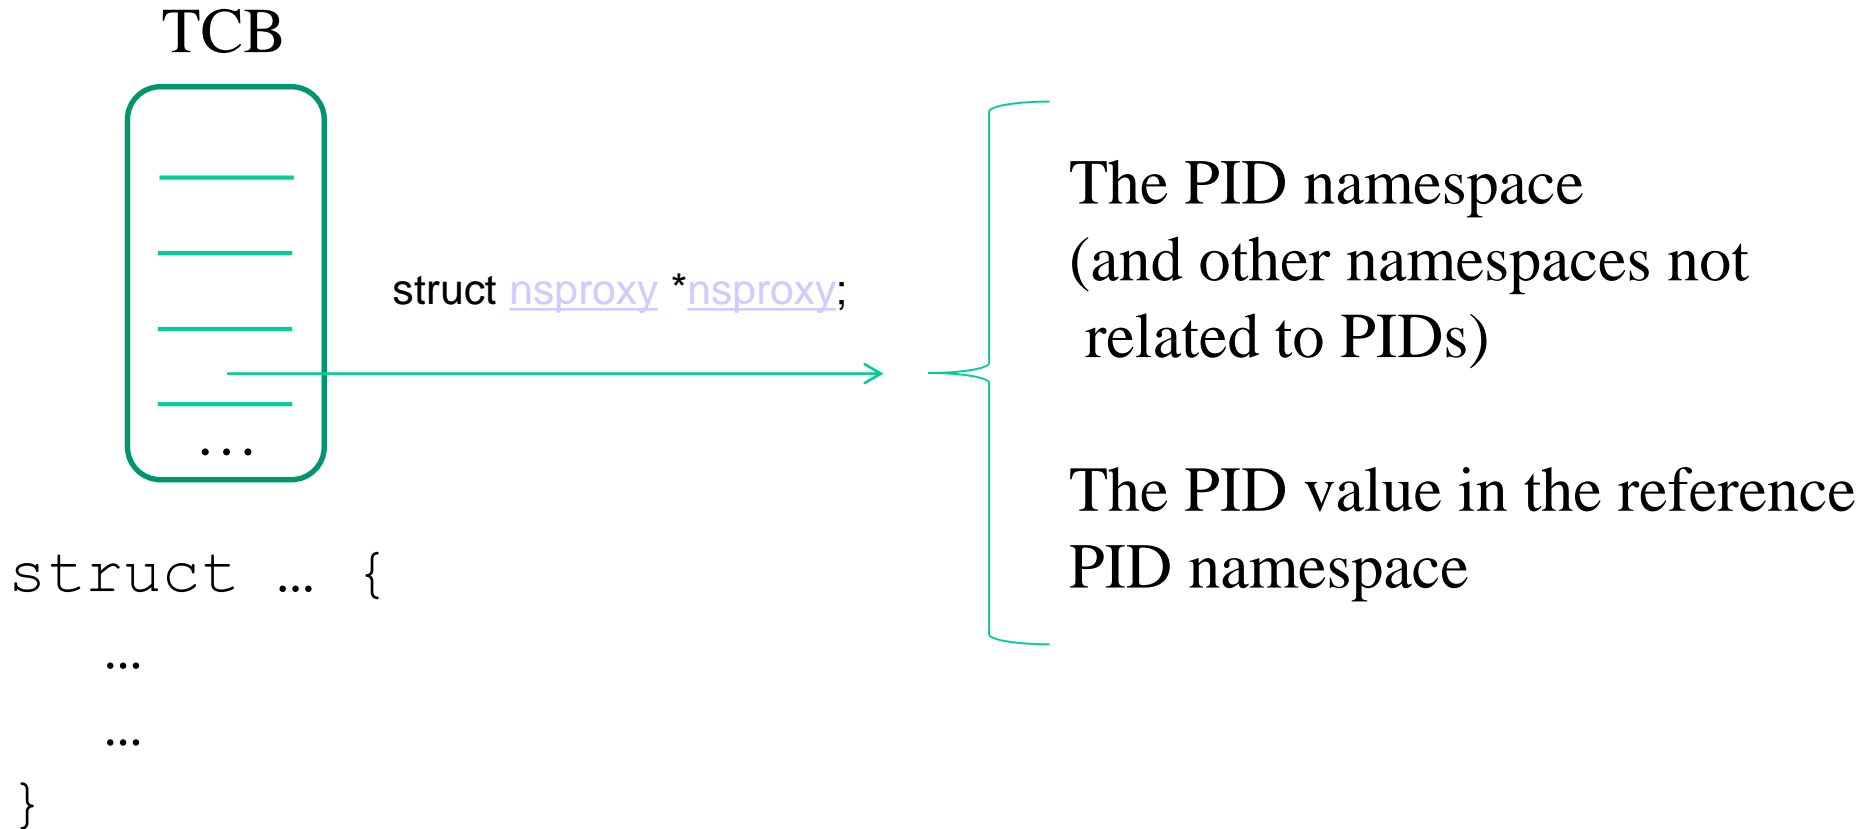 TCB
…
struct nsproxy *nsproxy;
The PID namespace
(and other namespaces not
related to PIDs)
The PID value in the reference
PID namespace
struct … {
…
…
}